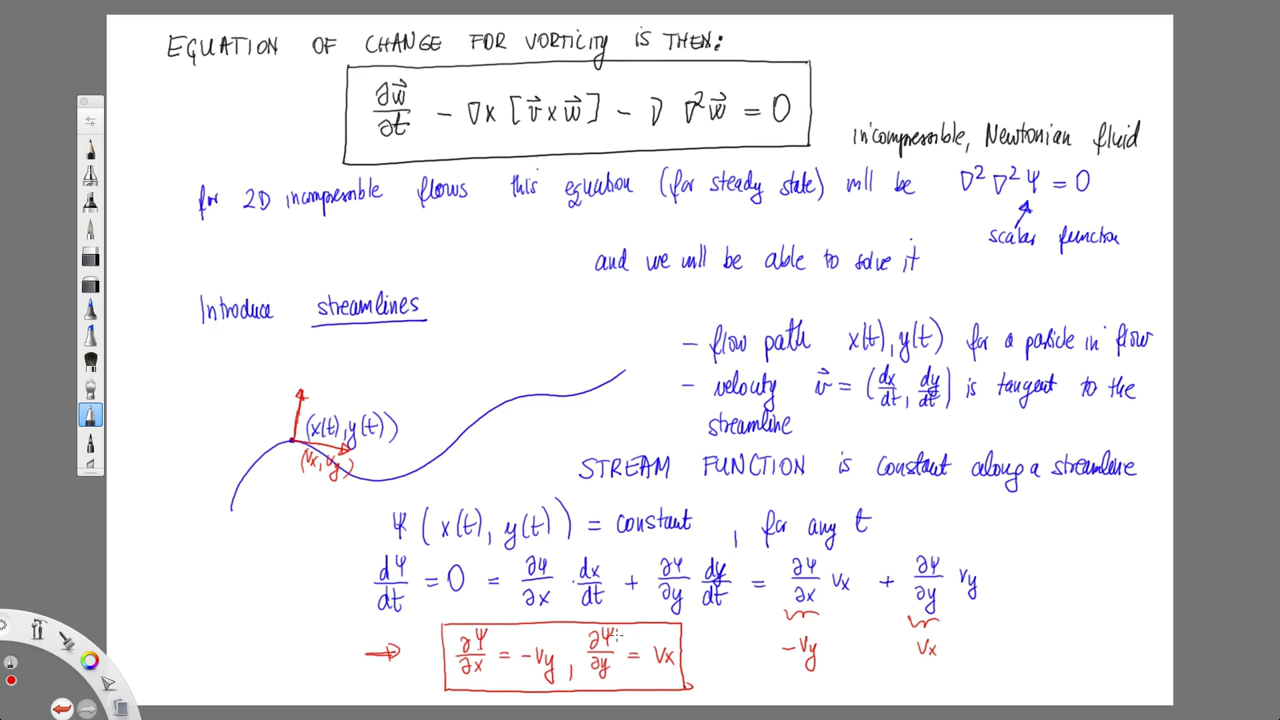 EQUATION OF CHANGE FOR VORTICITY IS THEN:
∂w⃗/∂t - ∇x [v⃗ x w⃗] - ν ∇²w⃗ = 0
incompressible, Newtonian fluid
for 2D incompressible flows this equation (for steady state) will be ∇² ∇² Ψ = 0
scalar function
and we will be able to solve it
Introduce streamlines
- flow path x(t), y(t) for a particle in flow
- velocity v⃗ = (dx/dt, dy/dt) is tangent to the
streamline
(x(t), y(t))
(vx, vy)
STREAM FUNCTION is constant along a streamline
Ψ (x(t), y(t)) = constant, for any t
dΨ/dt = 0 = ∂Ψ/∂x · dx/dt + ∂Ψ/∂y dy/dt = ∂Ψ/∂x vx + ∂Ψ/∂y vy
-vy vx
→ ∂Ψ/∂x = -vy, ∂Ψ/∂y = vx